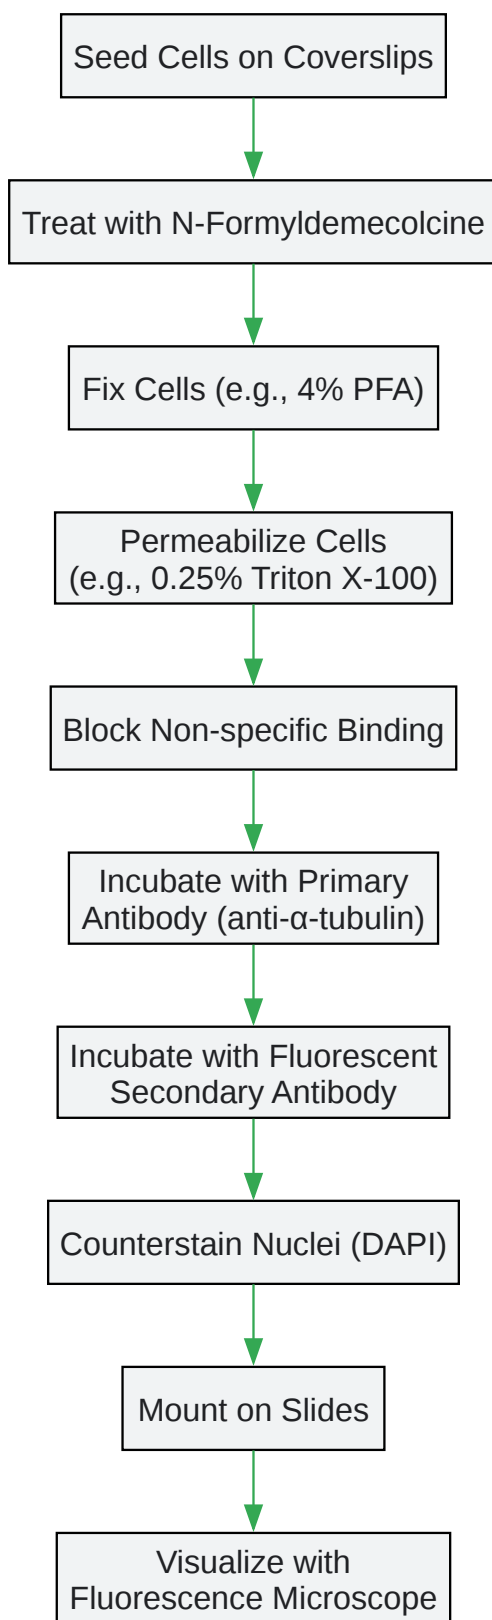 Seed Cells on Coverslips
Treat with N-Formyldemecolcine
Fix Cells (e.g., 4% PFA)
Permeabilize Cells
(e.g., 0.25% Triton X-100)
Block Non-specific Binding
Incubate with Primary
Antibody (anti-α-tubulin)
Incubate with Fluorescent
Secondary Antibody
Counterstain Nuclei (DAPI)
Mount on Slides
Visualize with
Fluorescence Microscope